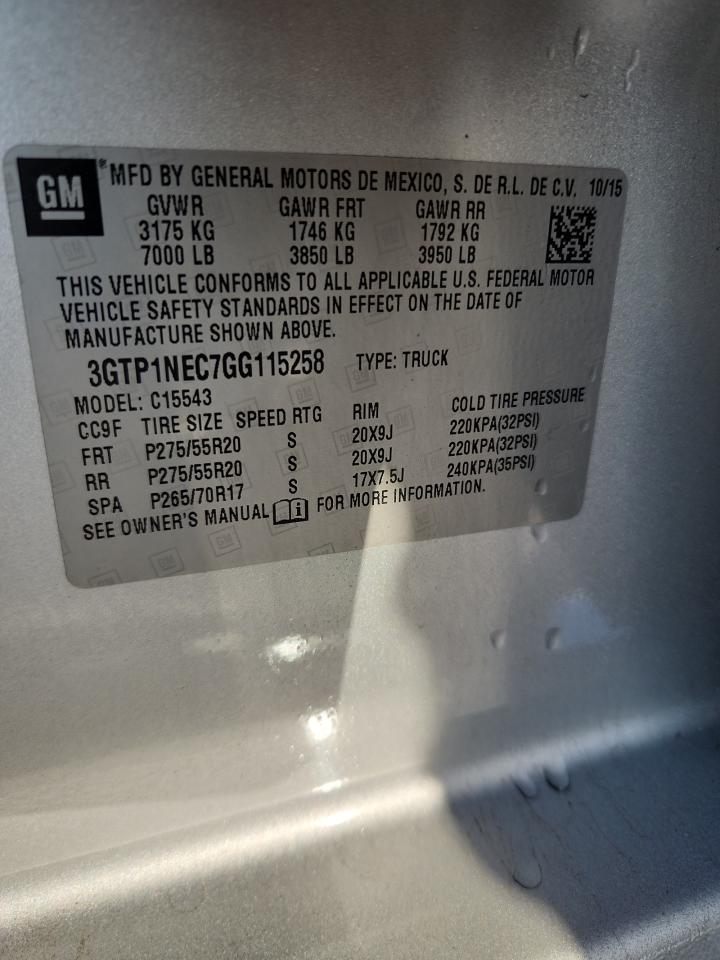 GM ® MFD BY GENERAL MOTORS DE MEXICO, S. DE R.L. DE C.V. 10/15
GVWR GAWR FRT GAWR RR
3175 KG 1746 KG 1792 KG
7000 LB 3850 LB 3950 LB
THIS VEHICLE CONFORMS TO ALL APPLICABLE U.S. FEDERAL MOTOR
VEHICLE SAFETY STANDARDS IN EFFECT ON THE DATE OF
MANUFACTURE SHOWN ABOVE.
3GTP1NEC7GG115258 TYPE: TRUCK
MODEL: C15543
CC9F TIRE SIZE SPEED RTG RIM COLD TIRE PRESSURE
FRT P275/55R20 S 20X9J 220KPA(32PSI)
RR P275/55R20 S 20X9J 220KPA(32PSI)
SPA P265/70R17 S 17X7.5J 240KPA(35PSI)
SEE OWNER'S MANUAL FOR MORE INFORMATION.